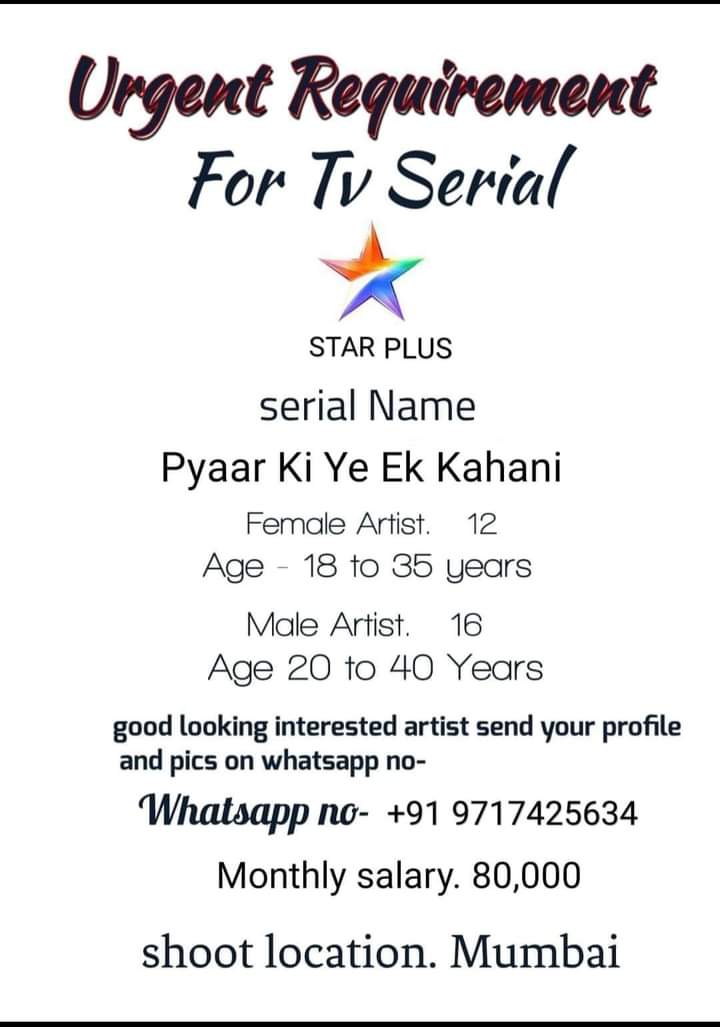 Urgent Requirement
For Tv Serial
STAR PLUS
serial Name
Pyaar Ki Ye Ek Kahani
Female Artist. 12
Age - 18 to 35 years
Male Artist. 16
Age 20 to 40 Years
good looking interested artist send your profile
and pics on whatsapp no-
Whatsapp no- +91 9717425634
Monthly salary. 80,000
shoot location. Mumbai